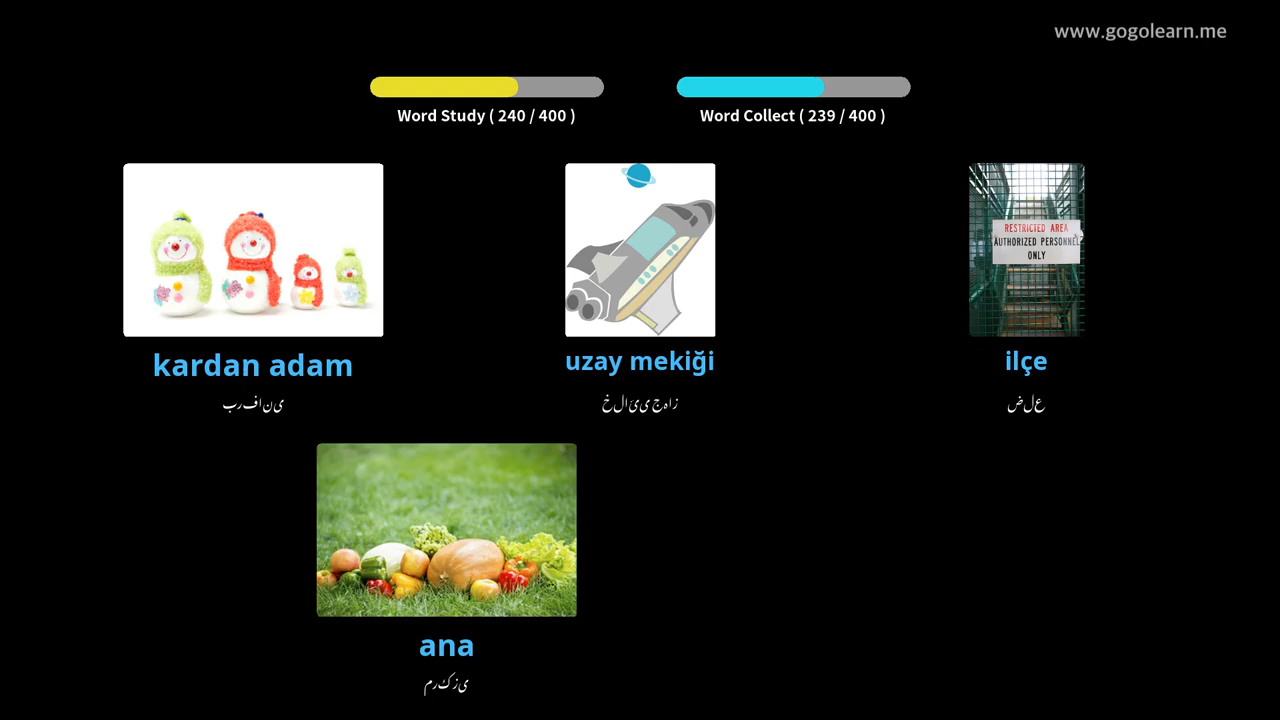 www.gogolearn.me
Word Study ( 240 / 400 )
Word Collect ( 239 / 400 )
RESTRICTED AREA
AUTHORIZED PERSONNEL
ONLY
kardan adam
برفانی
uzay mekiği
خلائی جہاز
ilçe
ضلع
ana
مرکزی